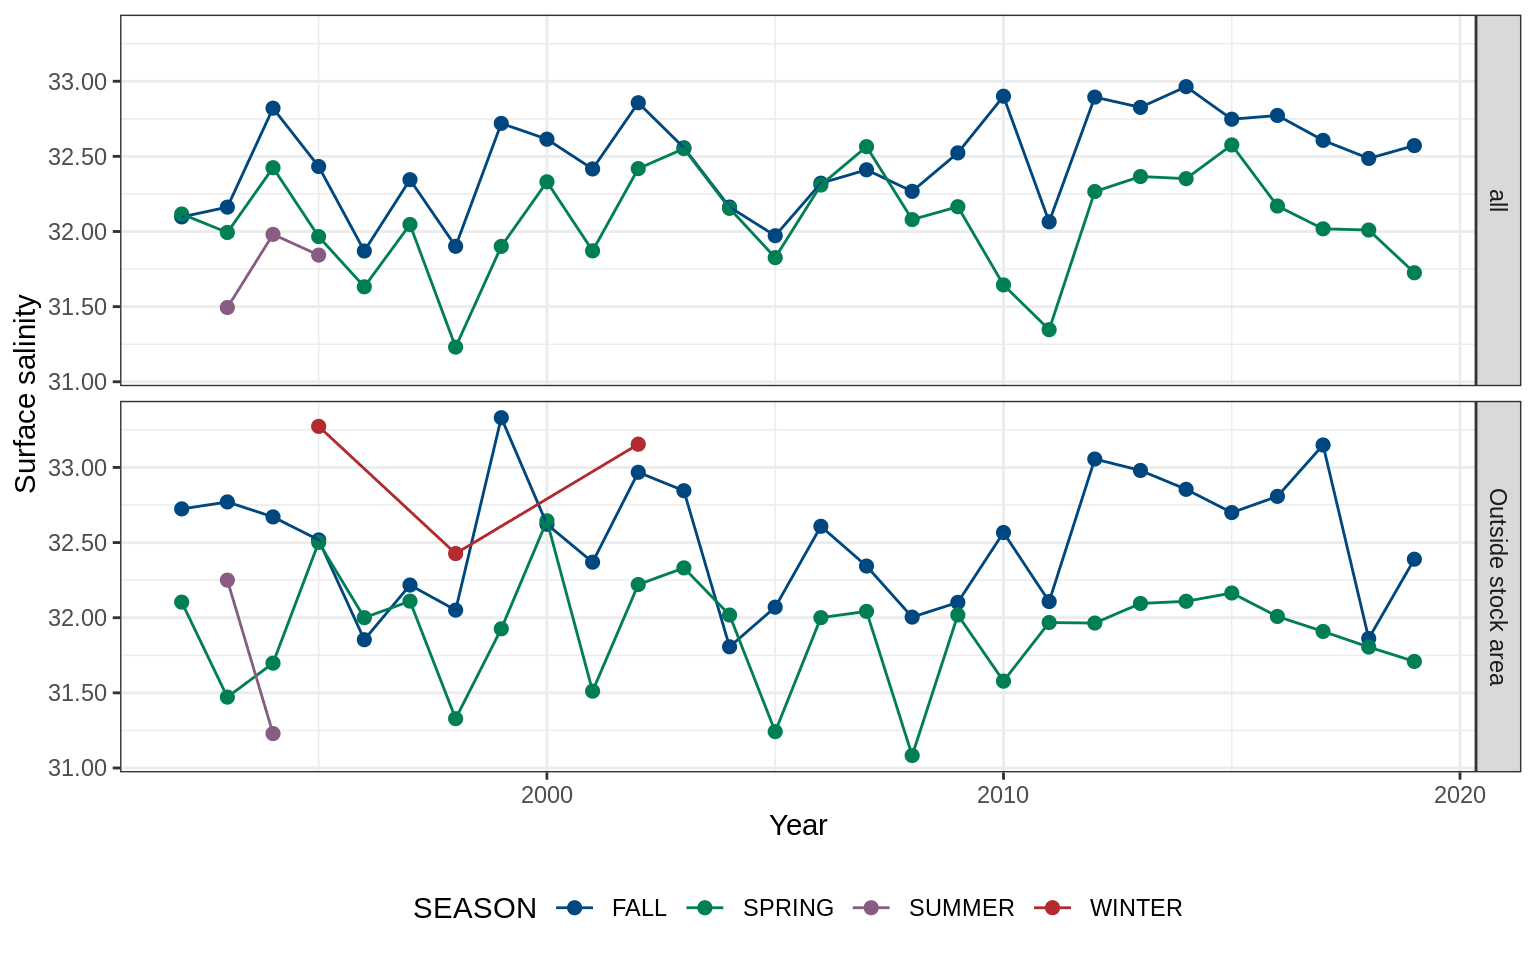 Surface salinity
33.00
32.50
32.00
31.50
31.00
all
33.00
32.50
32.00
31.50
31.00
Outside stock area
2000 2010 2020
Year
SEASON FALL SPRING SUMMER WINTER